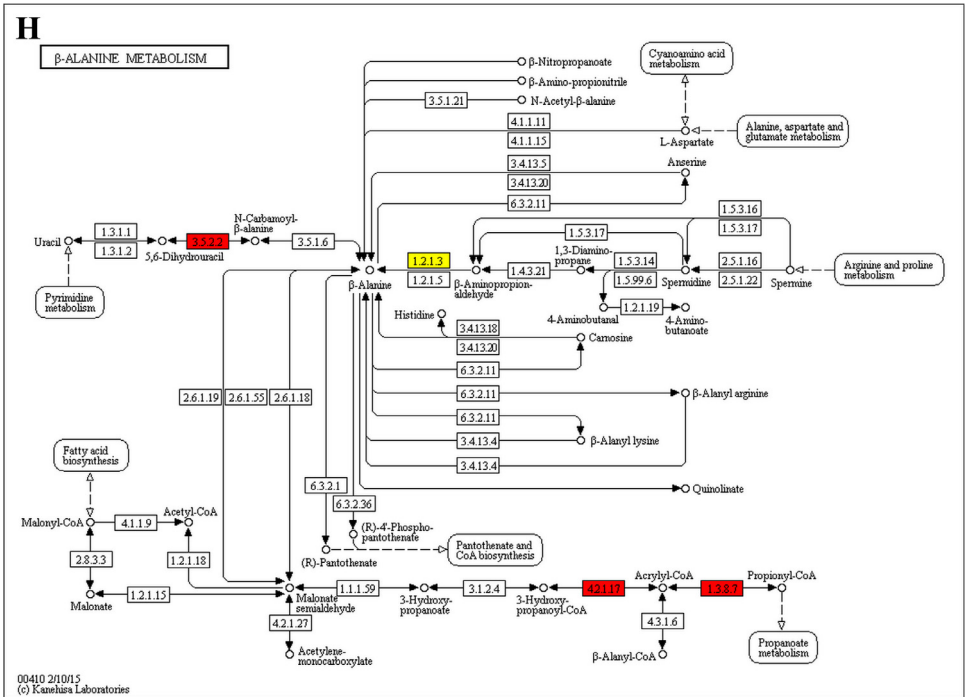 H
β-ALANINE METABOLISM
β-Nitropropanoate
β-Amino-propionitrile
3.5.1.21
N-Acetyl-β-alanine
Cyanoamino acid
metabolism
4.1.1.11
4.1.1.15
L-Aspartate
Alanine, aspartate and
glutamate metabolism
3.4.13.5
3.4.13.20
Anserine
6.3.2.11
1.5.3.16
1.5.3.17
1.5.3.17
Uracil
1.3.1.1
1.3.1.2
5,6-Dihydrouracil
3.5.2.2
N-Carbamoyl-
β-alanine
3.5.1.6
β-Alanine
1.2.1.3
1.2.1.5
β-Aminopropion-
aldehyde
1.4.3.21
1,3-Diamino-
propane
1.5.3.14
1.5.99.6
Spermidine
2.5.1.16
2.5.1.22
Spermine
Arginine and proline
metabolism
Pyrimidine
metabolism
4-Aminobutanal
1.2.1.19
4-Amino-
butanoate
Histidine
3.4.13.18
3.4.13.20
Carnosine
6.3.2.11
2.6.1.19
2.6.1.55
2.6.1.18
6.3.2.11
β-Alanyl arginine
6.3.2.11
3.4.13.4
β-Alanyl lysine
3.4.13.4
Fatty acid
biosynthesis
6.3.2.1
6.3.2.36
Quinolinate
Malonyl-CoA
4.1.1.9
Acetyl-CoA
(R)-4'-Phospho-
pantothenate
(R)-Pantothenate
Pantothenate and
CoA biosynthesis
2.8.3.3
1.2.1.18
Malonate
1.2.1.15
Malonate
semialdehyde
1.1.1.59
3-Hydroxy-
propanoate
3.1.2.4
3-Hydroxy-
propanoyl-CoA
4.2.1.17
Acrylyl-CoA
1.3.8.7
Propionyl-CoA
4.2.1.27
Acetylene-
monocarboxylate
4.3.1.6
β-Alanyl-CoA
Propanoate
metabolism
00410 2/10/15
(c) Kanehisa Laboratories